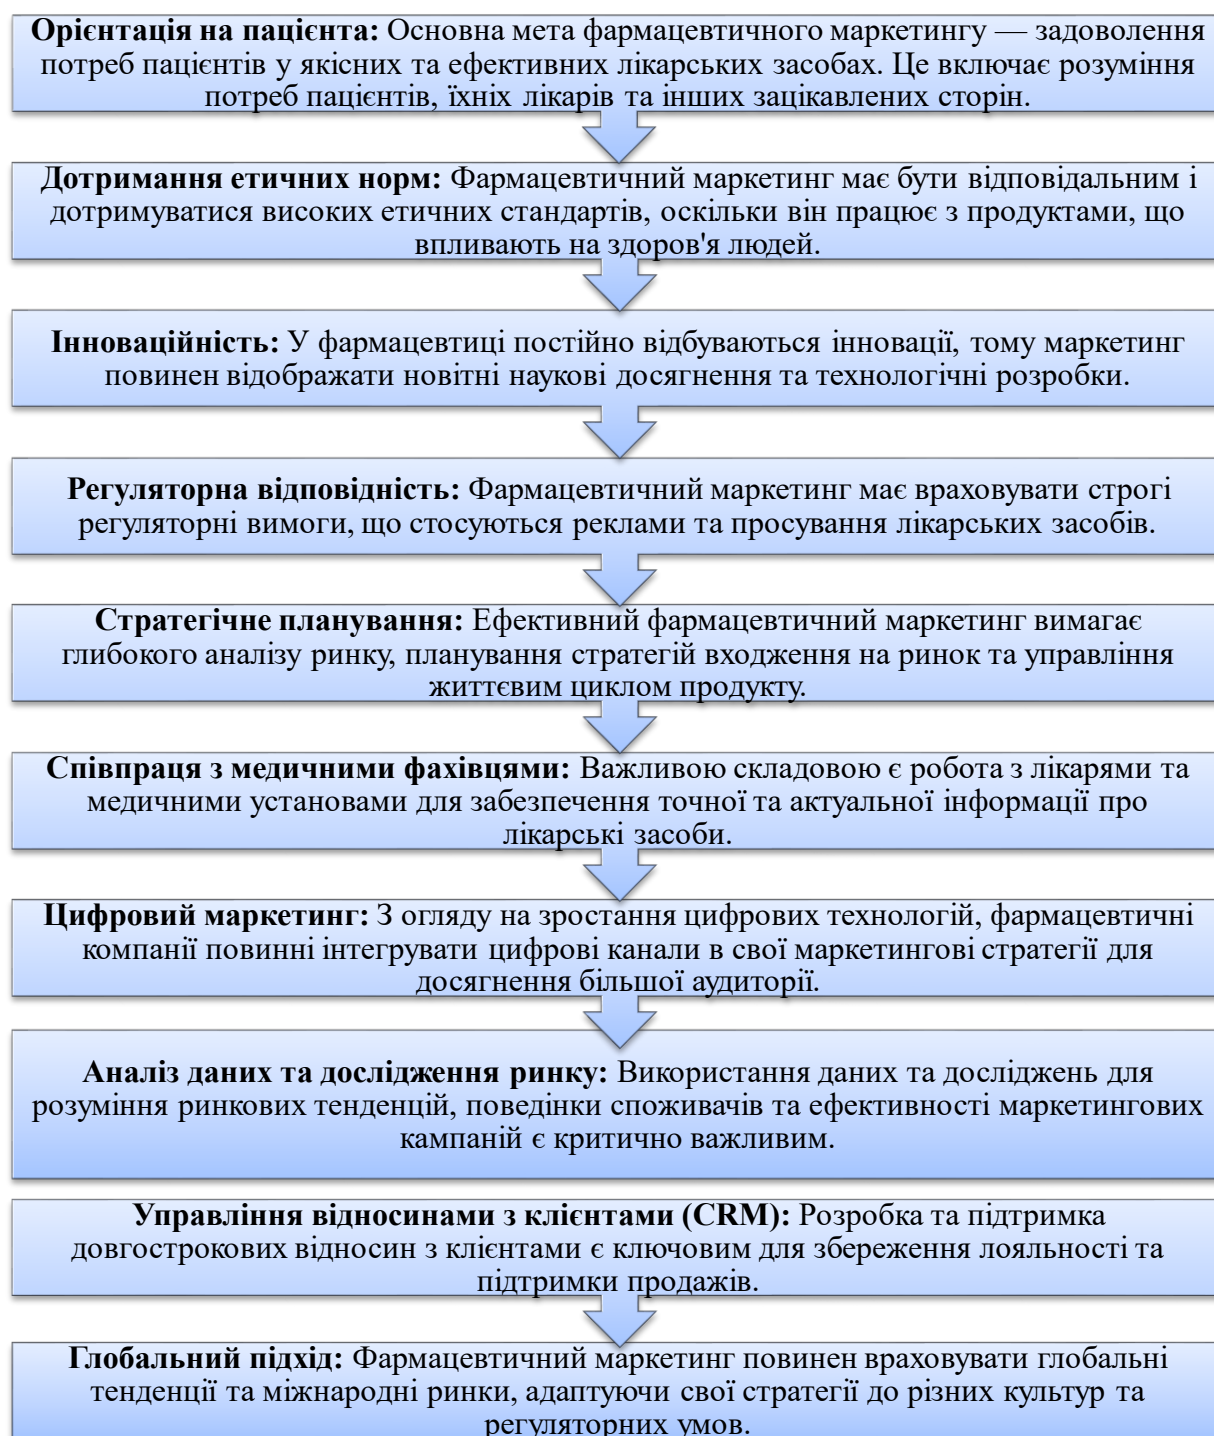 Орієнтація на пацієнта: Основна мета фармацевтичного маркетингу — задоволення
потреб пацієнтів у якісних та ефективних лікарських засобах. Це включає розуміння
потреб пацієнтів, їхніх лікарів та інших зацікавлених сторін.
Дотримання етичних норм: Фармацевтичний маркетинг має бути відповідальним і
дотримуватися високих етичних стандартів, оскільки він працює з продуктами, що
впливають на здоров'я людей.
Інноваційність: У фармацевтиці постійно відбуваються інновації, тому маркетинг
повинен відображати новітні наукові досягнення та технологічні розробки.
Регуляторна відповідність: Фармацевтичний маркетинг має враховувати строгі
регуляторні вимоги, що стосуються реклами та просування лікарських засобів.
Стратегічне планування: Ефективний фармацевтичний маркетинг вимагає
глибокого аналізу ринку, планування стратегій входження на ринок та управління
життєвим циклом продукту.
Співпраця з медичними фахівцями: Важливою складовою є робота з лікарями та
медичними установами для забезпечення точної та актуальної інформації про
лікарські засоби.
Цифровий маркетинг: З огляду на зростання цифрових технологій, фармацевтичні
компанії повинні інтегрувати цифрові канали в свої маркетингові стратегії для
досягнення більшої аудиторії.
Аналіз даних та дослідження ринку: Використання даних та досліджень для
розуміння ринкових тенденцій, поведінки споживачів та ефективності маркетингових
кампаній є критично важливим.
Управління відносинами з клієнтами (CRM): Розробка та підтримка
довгострокових відносин з клієнтами є ключовим для збереження лояльності та
підтримки продажів.
Глобальний підхід: Фармацевтичний маркетинг повинен враховувати глобальні
тенденції та міжнародні ринки, адаптуючи свої стратегії до різних культур та
регуляторних умов.